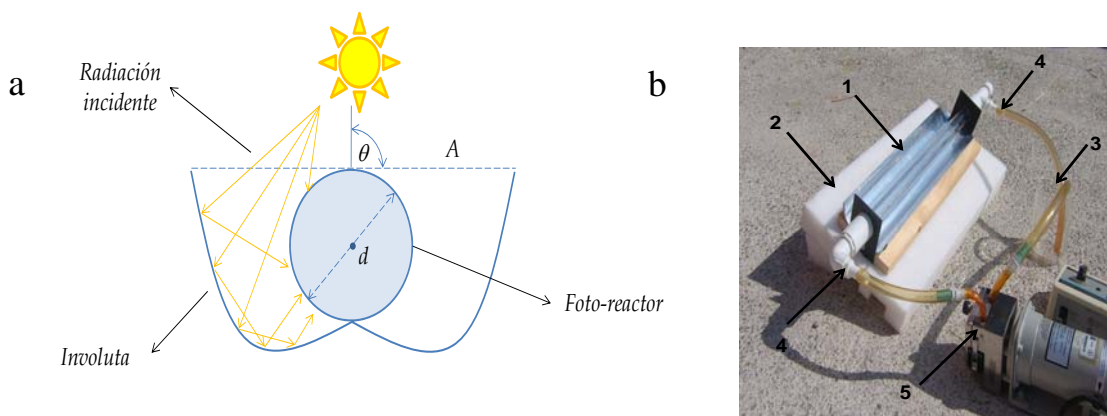 a
Radiación
incidente
θ
A
d
Foto-reactor
Involuta
b
1
4
2
3
4
5